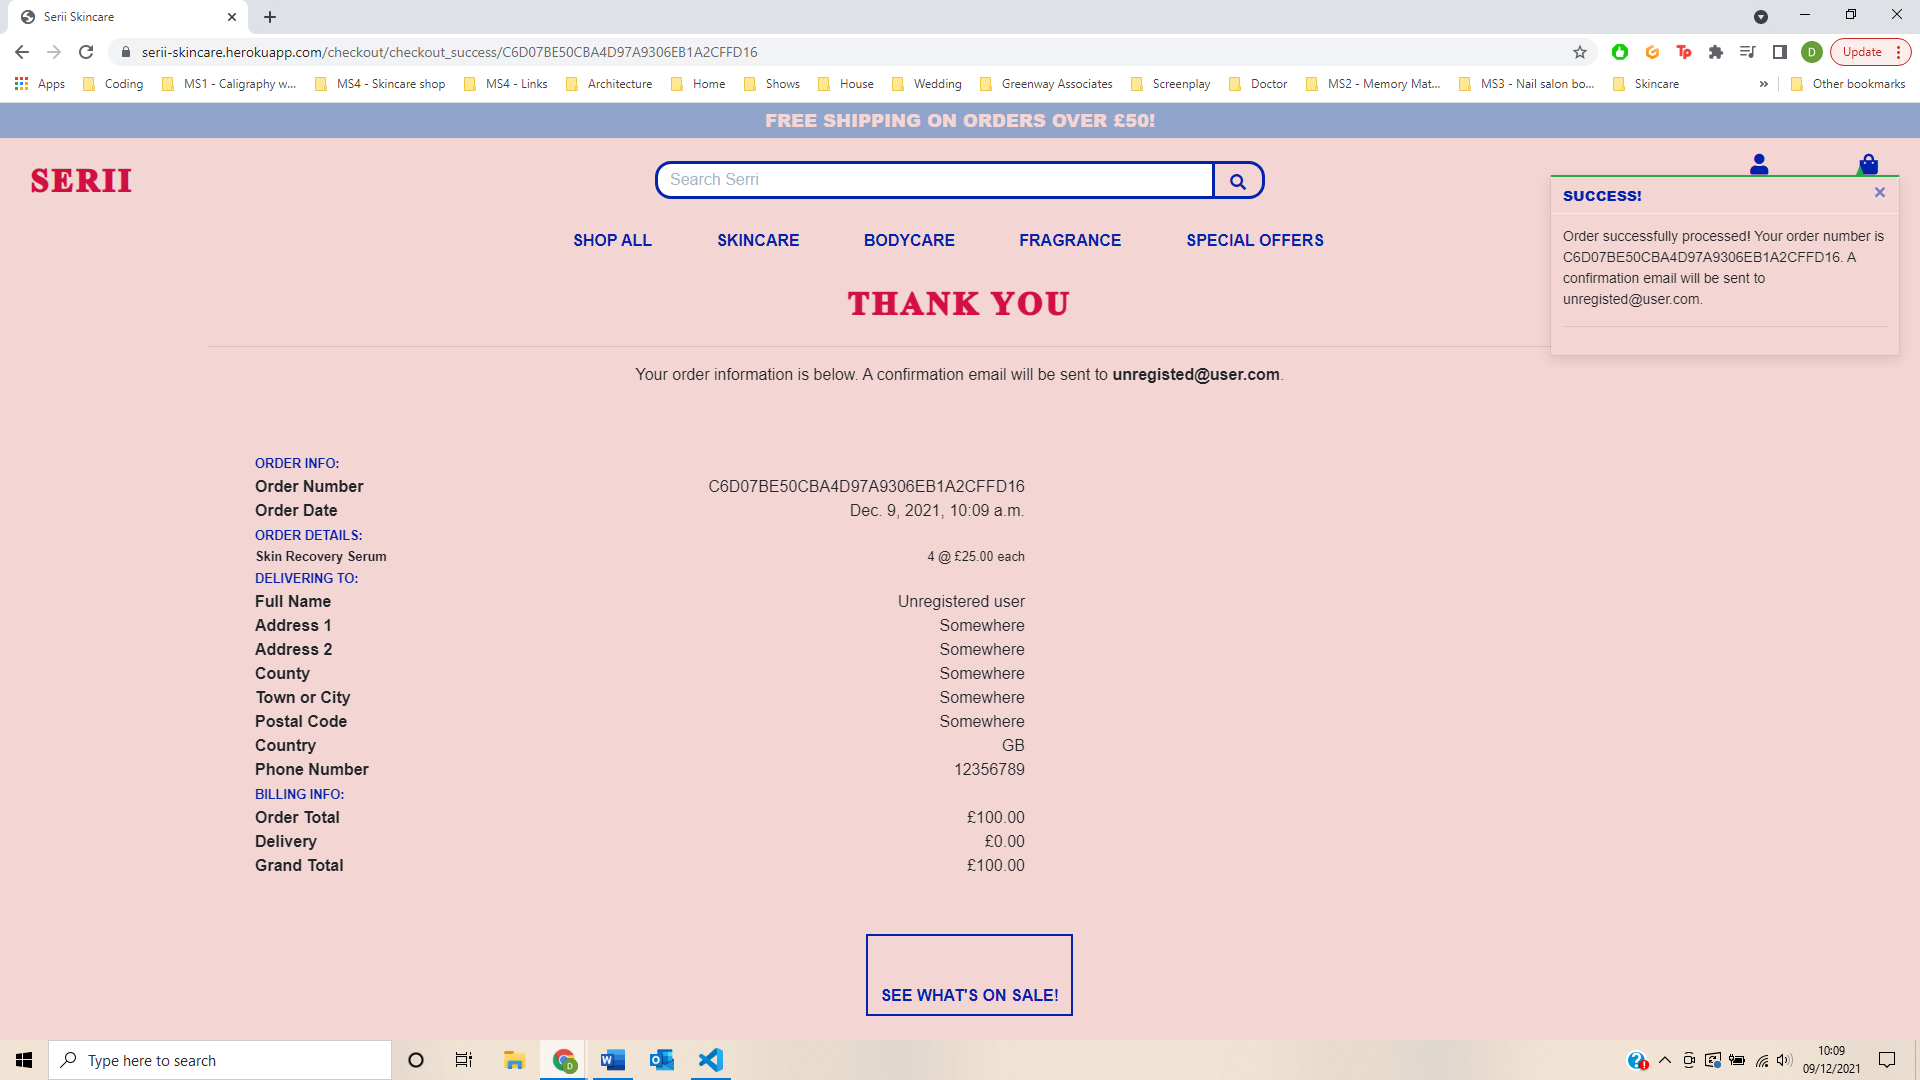 Serii Skincare
serii-skincare.herokuapp.com/checkout/checkout_success/C6D07BE50CBA4D97A9306EB1A2CFFD16
D
Update
Apps
Coding
MS1 - Caligraphy w...
MS4 - Skincare shop
MS4 - Links
Architecture
Home
Shows
House
Wedding
Greenway Associates
Screenplay
Doctor
MS2 - Memory Mat...
MS3 - Nail salon bo...
Skincare
»
Other bookmarks
FREE SHIPPING ON ORDERS OVER £50!
SERII
Search Serri
SHOP ALL
SKINCARE
BODYCARE
FRAGRANCE
SPECIAL OFFERS
SUCCESS!
Order successfully processed! Your order number is
C6D07BE50CBA4D97A9306EB1A2CFFD16. A
confirmation email will be sent to
unregisted@user.com.
THANK YOU
Your order information is below. A confirmation email will be sent to unregisted@user.com.
ORDER INFO:
Order Number C6D07BE50CBA4D97A9306EB1A2CFFD16
Order Date Dec. 9, 2021, 10:09 a.m.
ORDER DETAILS:
Skin Recovery Serum 4 @ £25.00 each
DELIVERING TO:
Full Name Unregistered user
Address 1 Somewhere
Address 2 Somewhere
County Somewhere
Town or City Somewhere
Postal Code Somewhere
Country GB
Phone Number 12356789
BILLING INFO:
Order Total £100.00
Delivery £0.00
Grand Total £100.00
SEE WHAT'S ON SALE!
Type here to search
10:09
09/12/2021